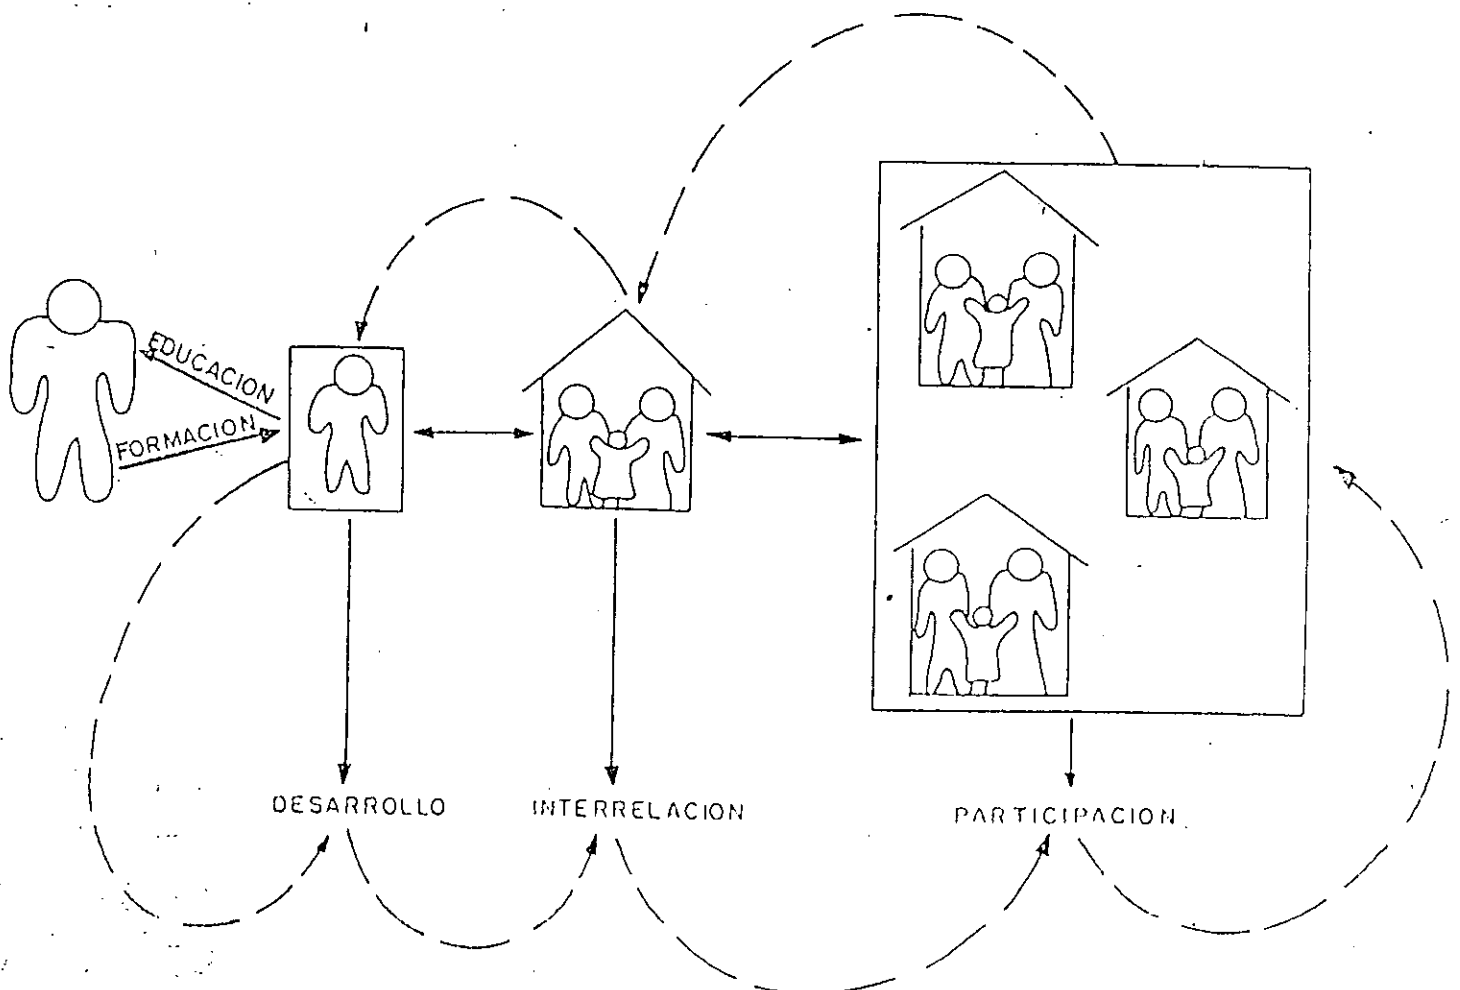 EDUCACION
FORMACION
DESARROLLO
INTERRELACION
PARTICIPACION